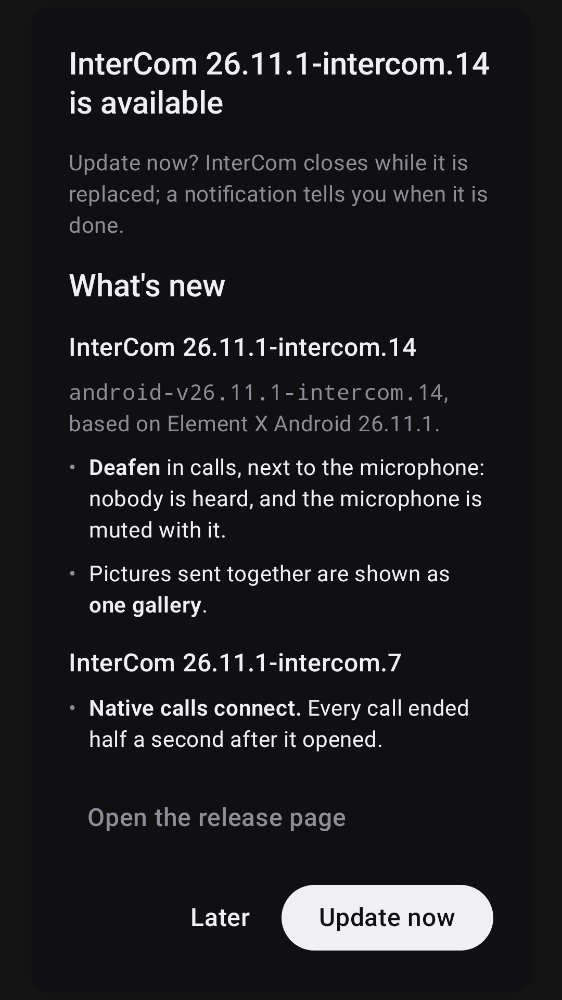 InterCom 26.11.1-intercom.14
is available
Update now? InterCom closes while it is
replaced; a notification tells you when it is
done.
What's new
InterCom 26.11.1-intercom.14
android-v26.11.1-intercom.14,
based on Element X Android 26.11.1.
• Deafen in calls, next to the microphone:
nobody is heard, and the microphone is
muted with it.
• Pictures sent together are shown as
one gallery.
InterCom 26.11.1-intercom.7
• Native calls connect. Every call ended
half a second after it opened.
Open the release page
Later
Update now